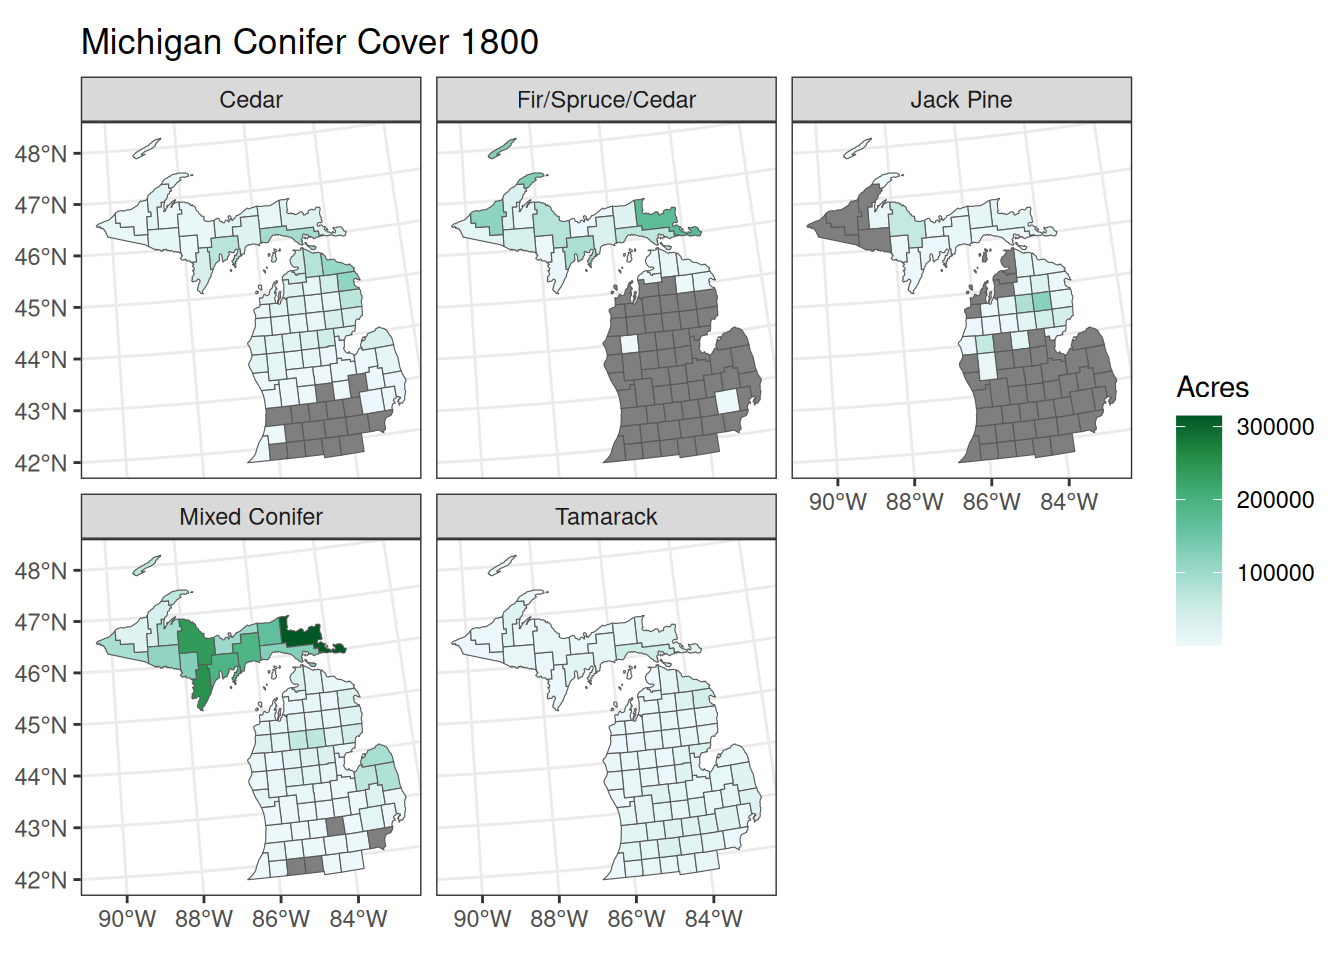 Michigan Conifer Cover 1800
Cedar
Fir/Spruce/Cedar
Jack Pine
48°N
47°N
46°N
45°N
44°N
43°N
42°N
90°W 88°W 86°W 84°W
Mixed Conifer
Tamarack
48°N
47°N
46°N
45°N
44°N
43°N
42°N
90°W 88°W 86°W 84°W
90°W 88°W 86°W 84°W
Acres
300000
200000
100000